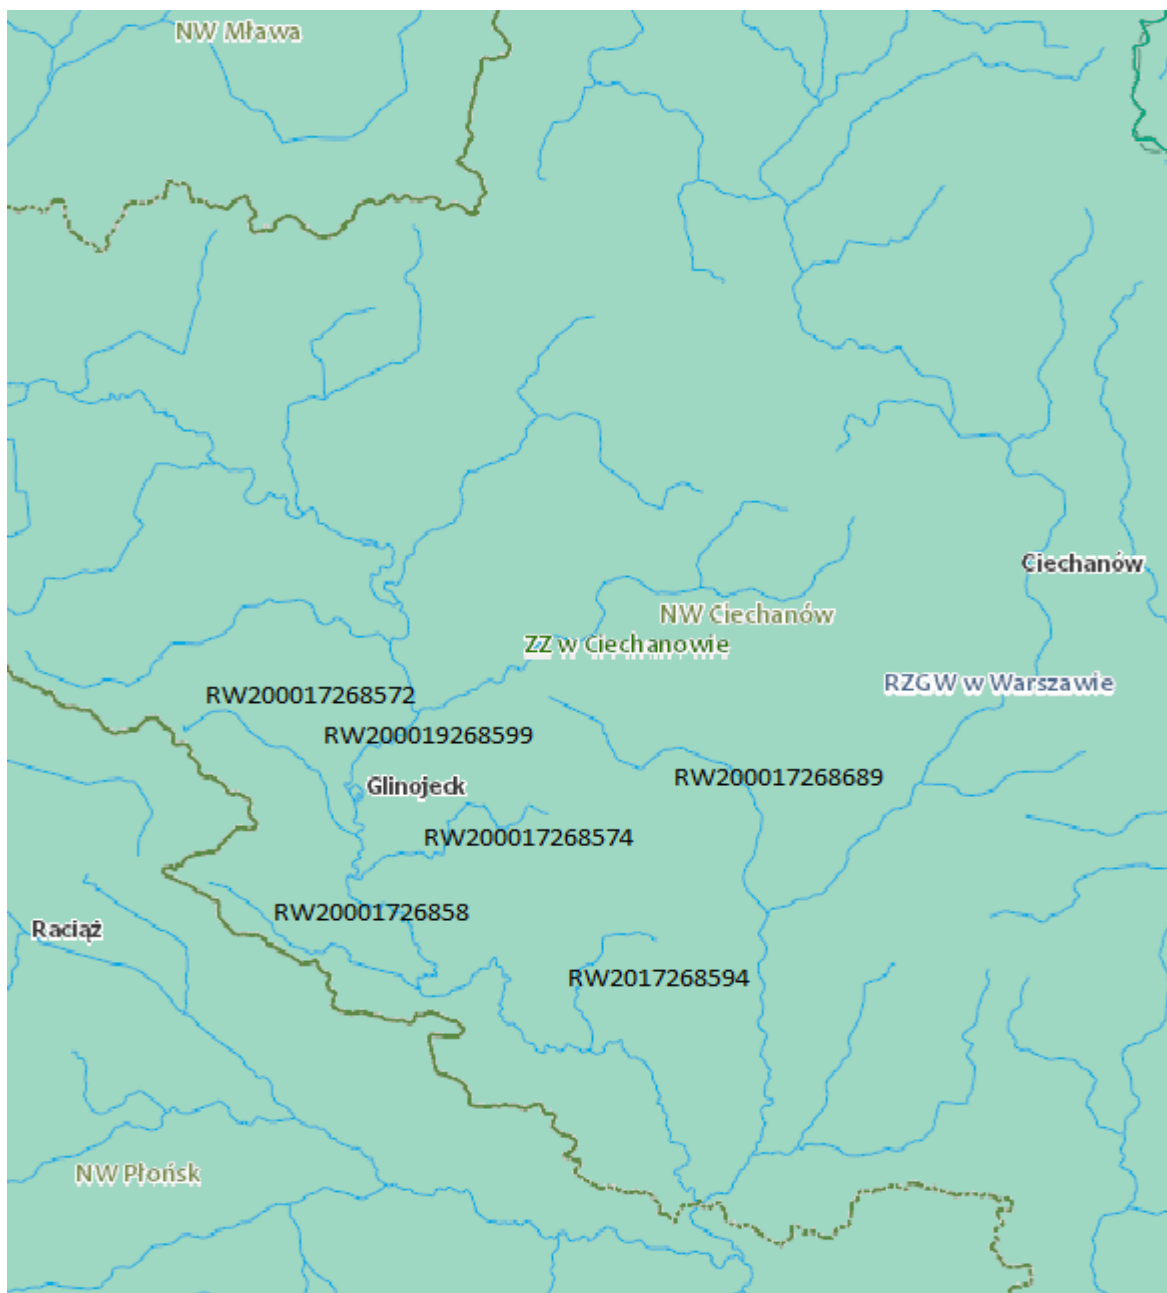 NW Mława
Ciechanów
NW Ciechanów
ZZ w Ciechanowie
RZGW w Warszawie
RW200017268572
RW200019268599
RW200017268689
Glinojeck
RW200017268574
RW20001726858
Raciąż
RW2017268594
NW Płońsk